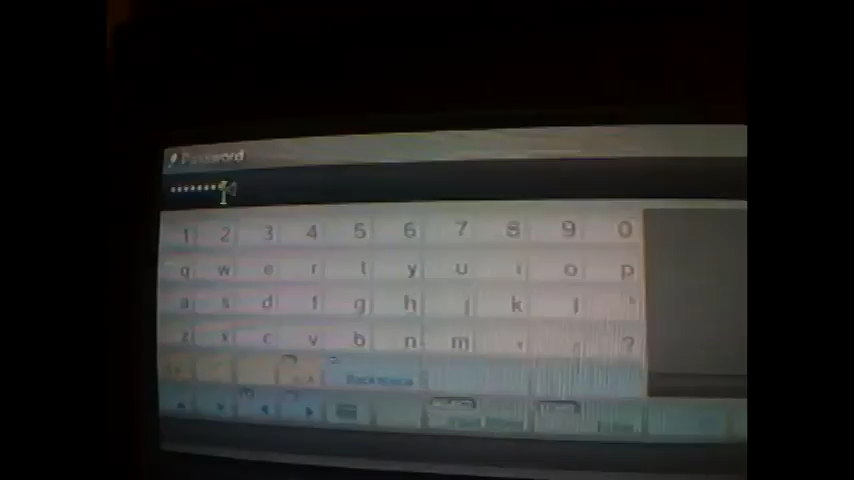 Password
********
1 2 3 4 5 6 7 8 9 0
q w e r t y u i o p
a s d f g h j k l '
z x c v b n m , . ?
Backspace